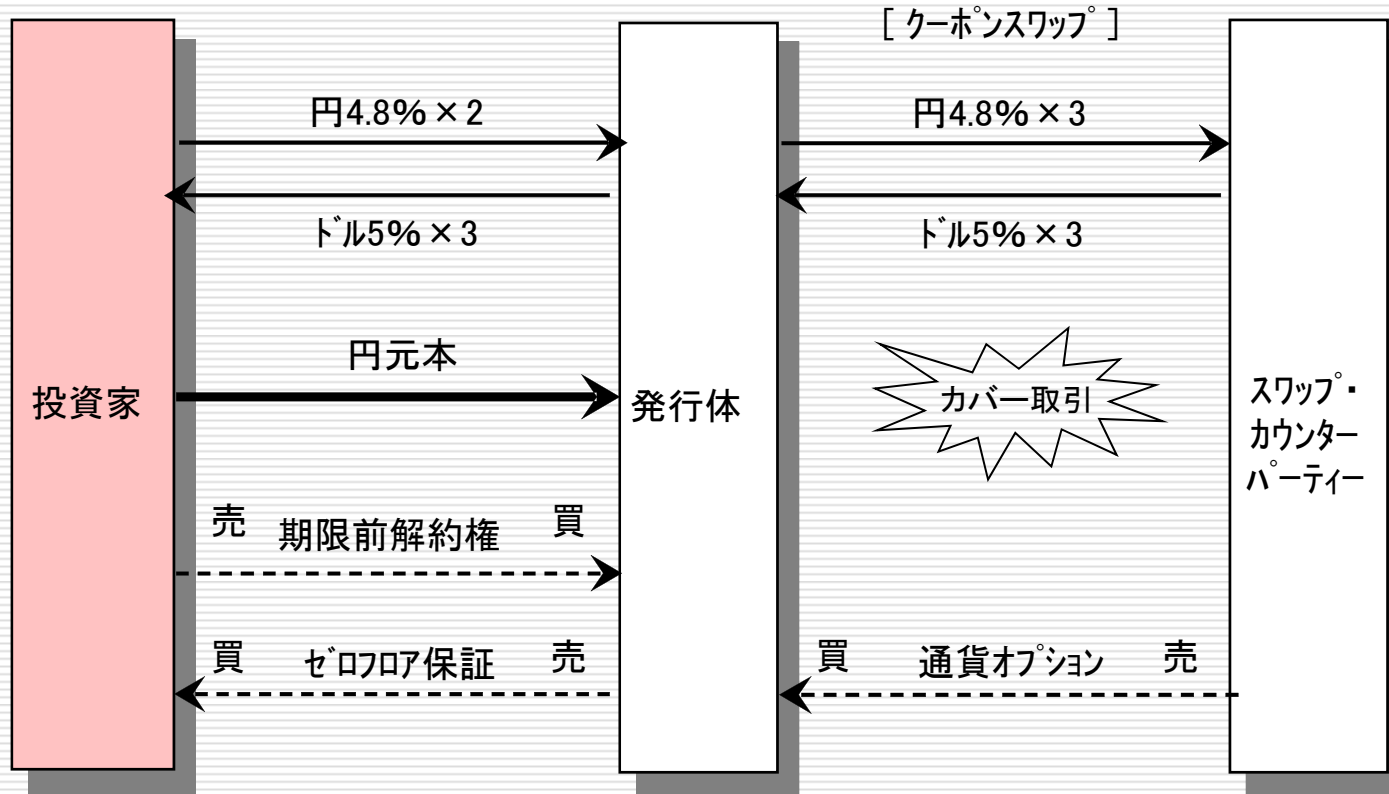 [ クーポンスワップ ]
円4.8%×2
円4.8%×3
ドル5%×3
ドル5%×3
円元本
投資家
発行体
カバー取引
スワップ・
カウンター
パーティー
売 期限前解約権 買
買 ゼロフロア保証 売
買 通貨オプション 売